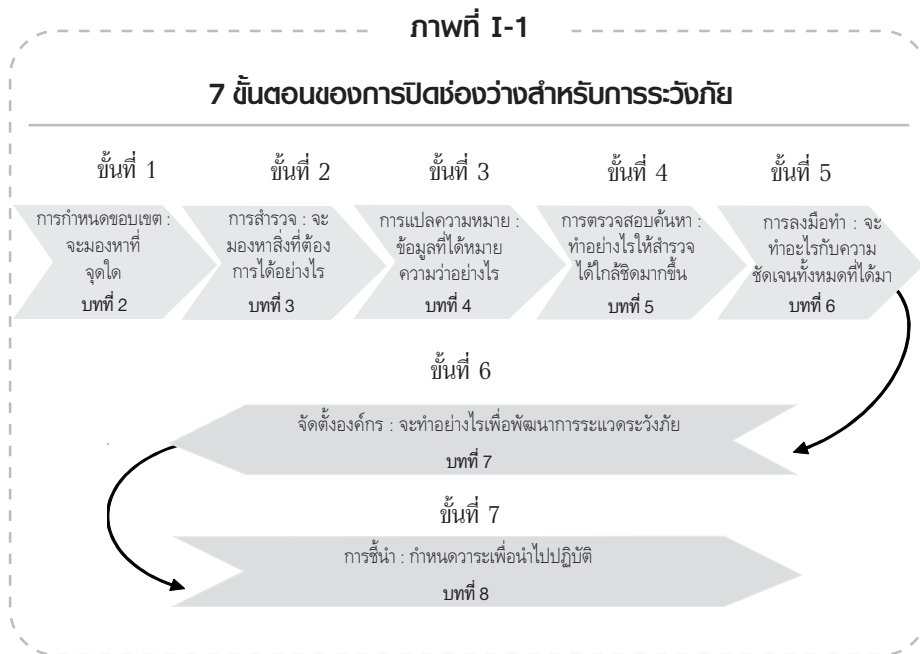 ภาพที่ I-1
7 ขั้นตอนของการปิดช่องว่างสำหรับการระวังภัย
ขั้นที่ 1
การกำหนดขอบเขต :
จะมองหาที่
จุดใด
บทที่ 2
ขั้นที่ 2
การสำรวจ : จะ
มองหาสิ่งที่ต้อง
การได้อย่างไร
บทที่ 3
ขั้นที่ 3
การแปลความหมาย :
ข้อมูลที่ได้หมาย
ความว่าอย่างไร
บทที่ 4
ขั้นที่ 4
การตรวจสอบค้นหา :
ทำอย่างไรให้สำรวจ
ได้ใกล้ชิดมากขึ้น
บทที่ 5
ขั้นที่ 5
การลงมือทำ : จะ
ทำอะไรกับความ
ชัดเจนทั้งหมดที่ได้มา
บทที่ 6
ขั้นที่ 6
จัดตั้งองค์กร : จะทำอย่างไรเพื่อพัฒนาการระแวดระวังภัย
บทที่ 7
ขั้นที่ 7
การชี้นำ : กำหนดวาระเพื่อนำไปปฏิบัติ
บทที่ 8